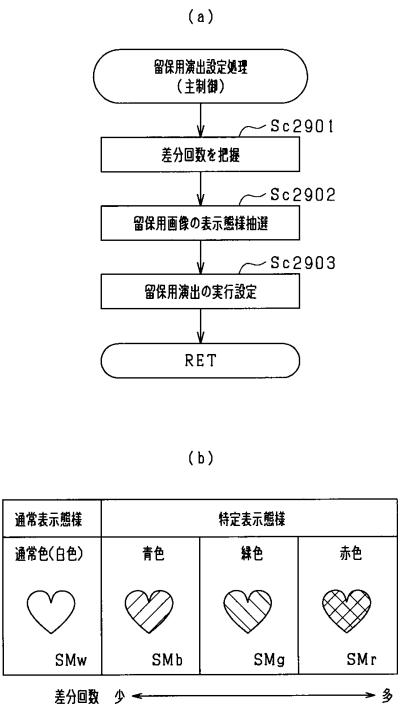 (a)
留保用演出設定処理
(主制御)
Sc2901
差分回数を把握
Sc2902
留保用画像の表示態様抽選
Sc2903
留保用演出の実行設定
RET
(b)
通常表示態様 特定表示態様
通常色(白色) 青色 緑色 赤色
SMw SMb SMg SMr
差分回数 少 多